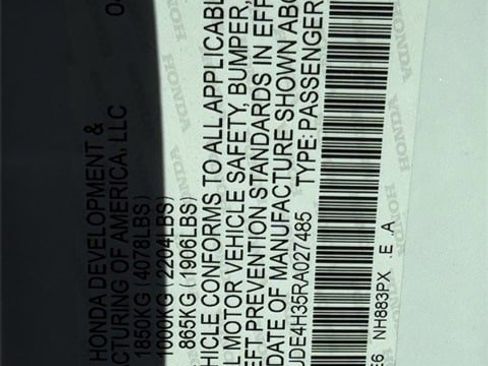 HONDA DEVELOPMENT &
CTURING OF AMERICA, LLC
1850KG (4078LBS)
1000KG (2204LBS)
865KG (1906LBS)
HICLE CONFORMS TO ALL APPLICABL
L MOTOR VEHICLE SAFETY, BUMPER,
EFT PREVENTION STANDARDS IN EFF
DATE OF MANUFACTURE SHOWN ABO
UDE4H35RA027485 TYPE: PASSENGER
E6 NH883PX E .A